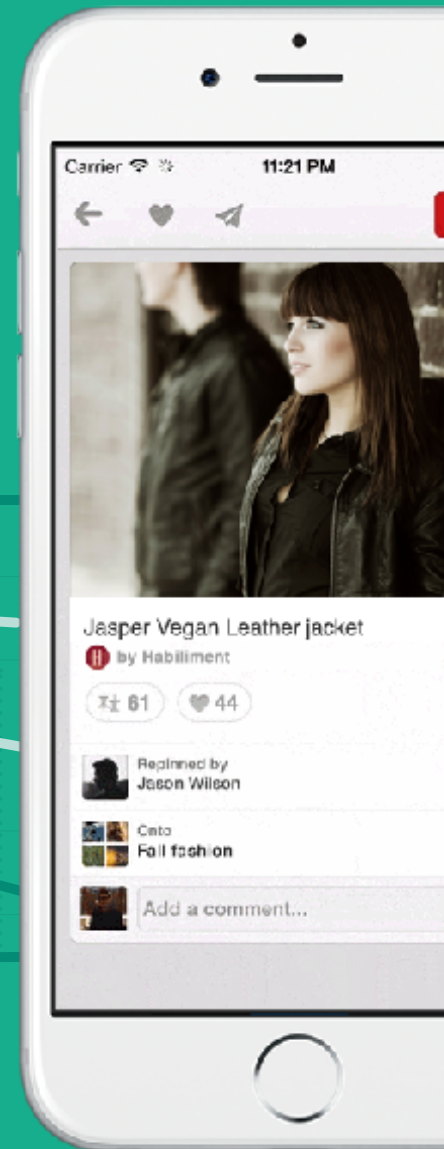 Carrier 11:21 PM
Jasper Vegan Leather jacket
H by Habiliment
61 44
Repinned by
Jason Wilson
Onto
Fall fashion
Add a comment...